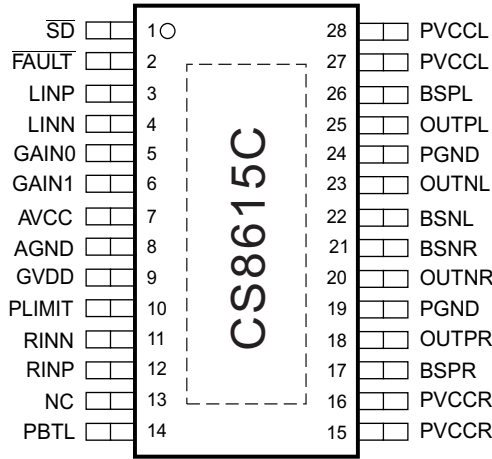 S̅D̅ 1 28 PVCCL
F̅A̅U̅L̅T̅ 2 27 PVCCL
LINP 3 26 BSPL
LINN 4 25 OUTPL
GAIN0 5 24 PGND
GAIN1 6 23 OUTNL
AVCC 7 22 BSNL
AGND 8 21 BSNR
GVDD 9 20 OUTNR
PLIMIT 10 19 PGND
RINN 11 18 OUTPR
RINP 12 17 BSPR
NC 13 16 PVCCR
PBTL 14 15 PVCCR
CS8615C